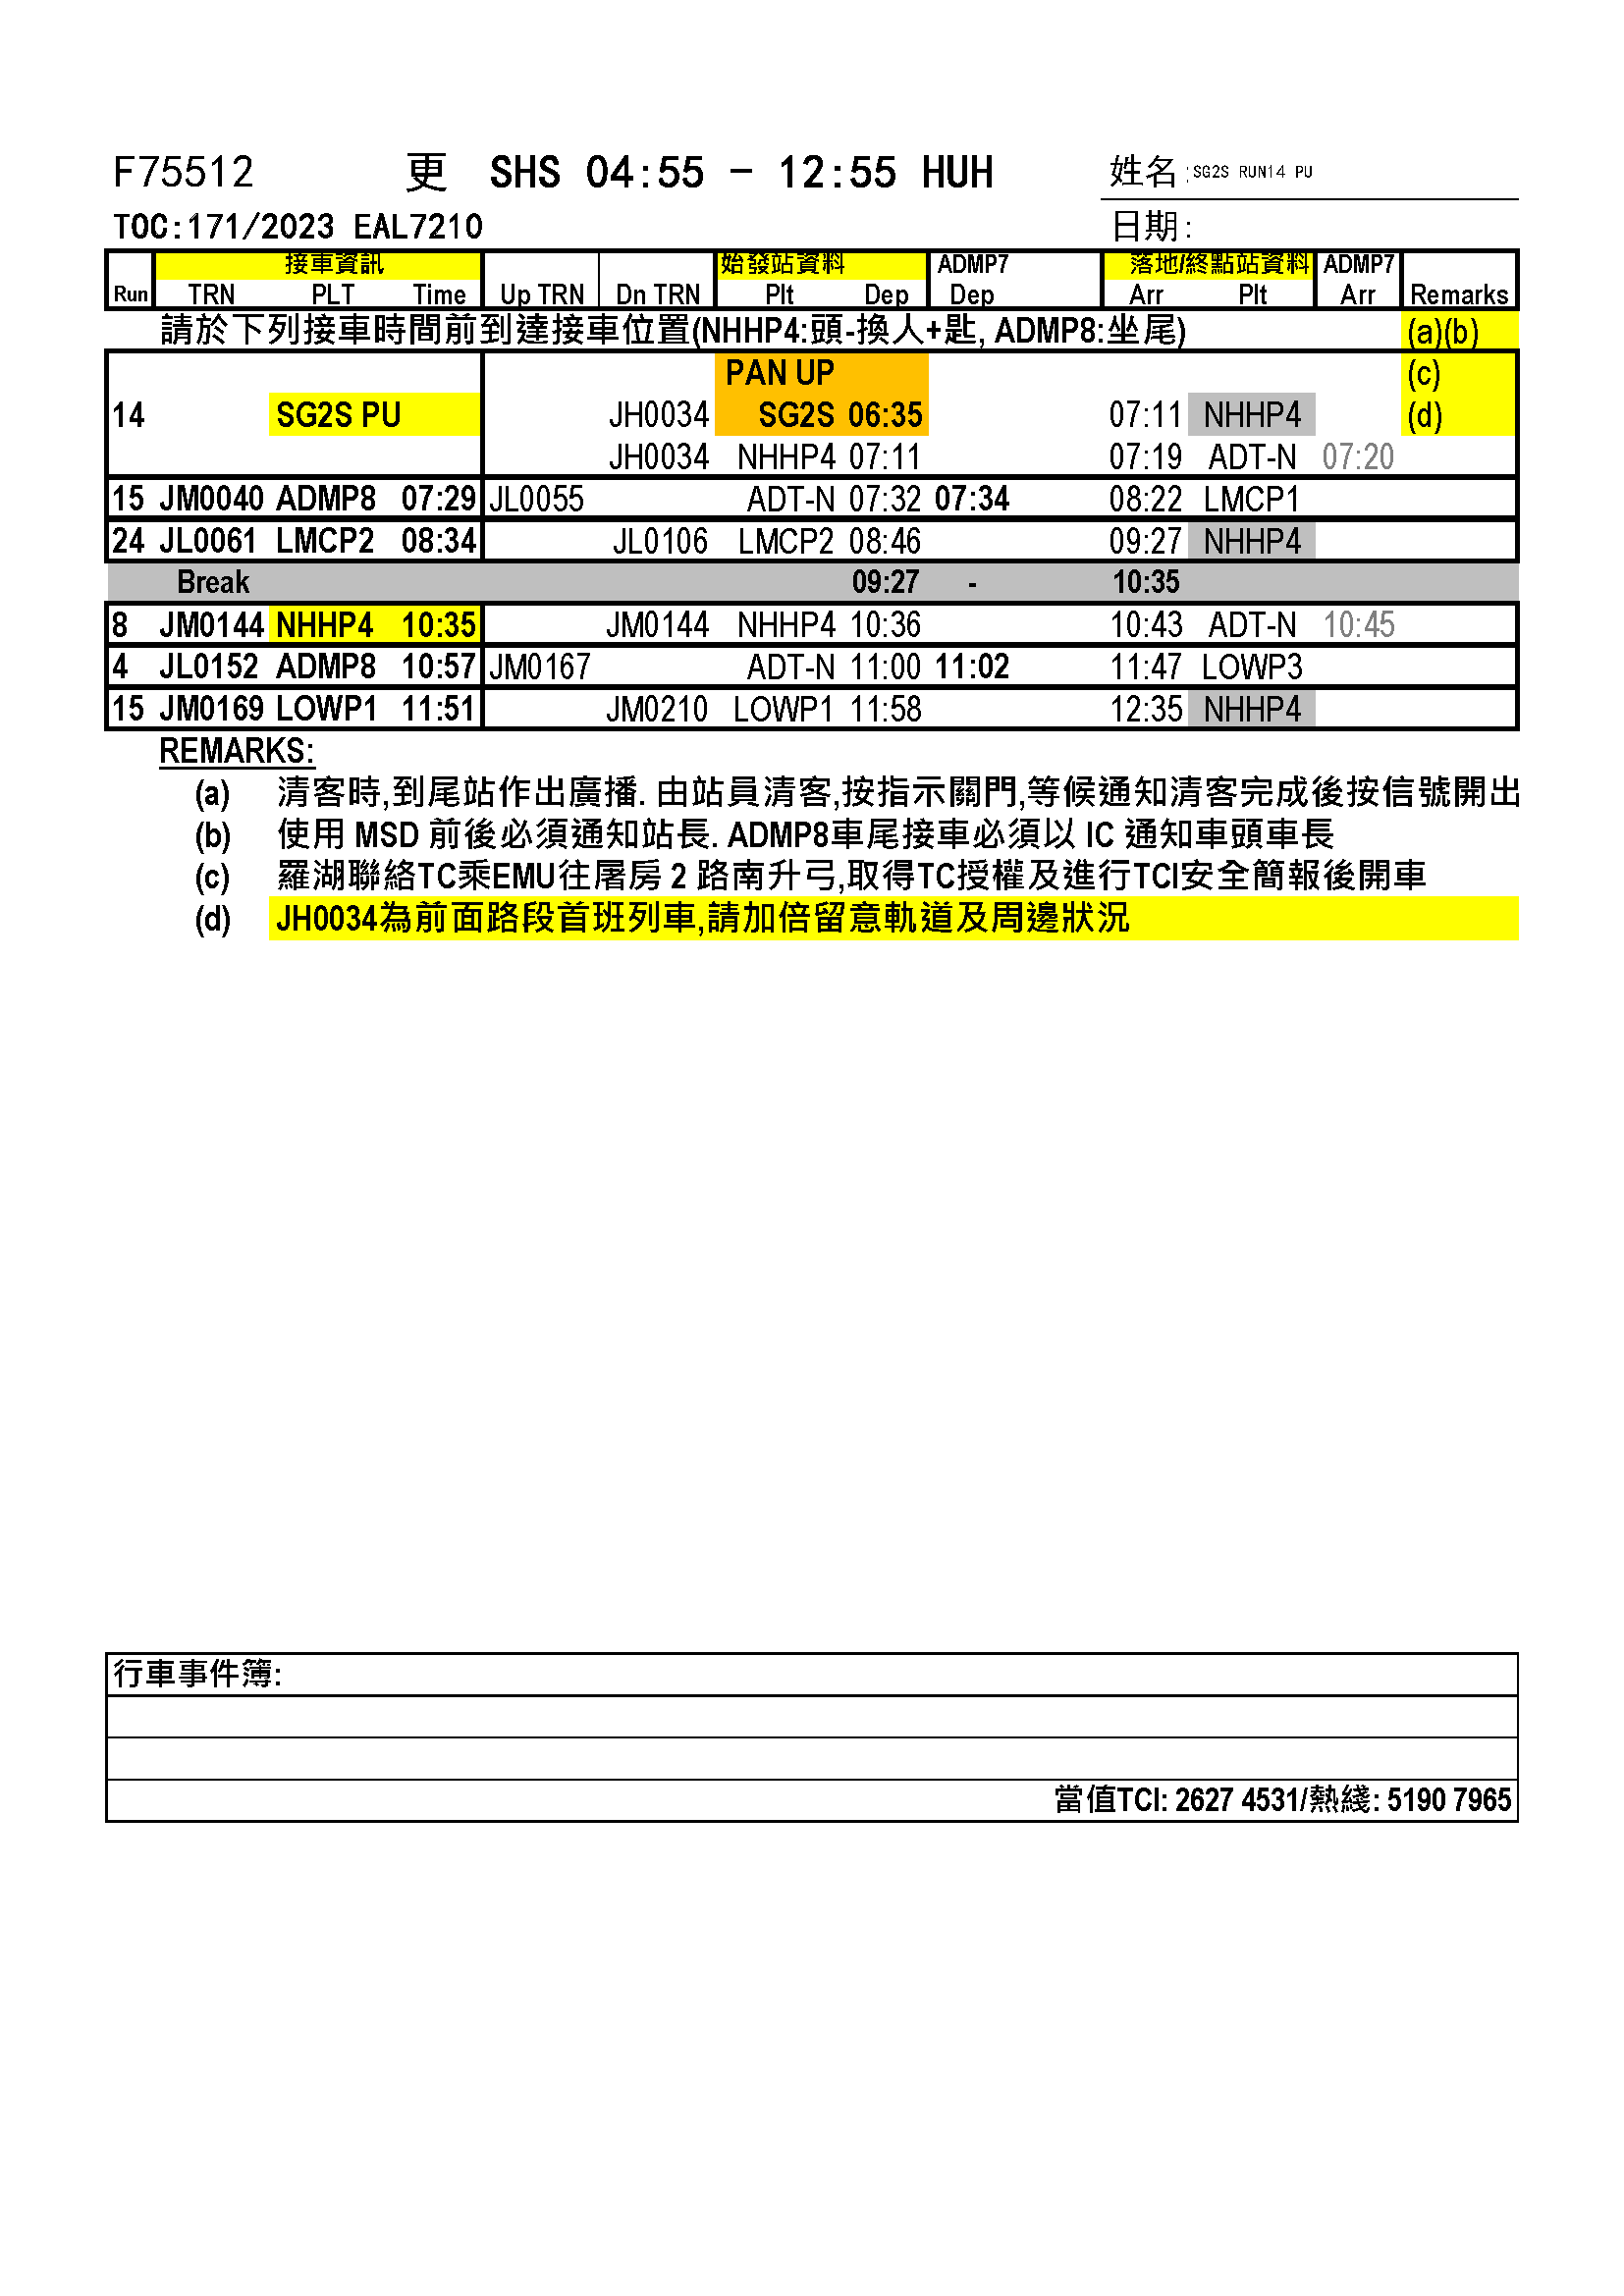 F75512 更 SHS 04:55 - 12:55 HUH 姓名:SG2S RUN14 PU
TOC:171/2023 EAL7210 日期:
接車資訊 始發站資料 ADMP7 落地/終點站資料 ADMP7
Run TRN PLT Time Up TRN Dn TRN Plt Dep Dep Arr Plt Arr Remarks
請於下列接車時間前到達接車位置(NHHP4:頭-換人+匙, ADMP8:坐尾) (a)(b)
PAN UP (c)
14 SG2S PU JH0034 SG2S 06:35 07:11 NHHP4 (d)
JH0034 NHHP4 07:11 07:19 ADT-N 07:20
15 JM0040 ADMP8 07:29 JL0055 ADT-N 07:32 07:34 08:22 LMCP1
24 JL0061 LMCP2 08:34 JL0106 LMCP2 08:46 09:27 NHHP4
Break 09:27 - 10:35
8 JM0144 NHHP4 10:35 JM0144 NHHP4 10:36 10:43 ADT-N 10:45
4 JL0152 ADMP8 10:57 JM0167 ADT-N 11:00 11:02 11:47 LOWP3
15 JM0169 LOWP1 11:51 JM0210 LOWP1 11:58 12:35 NHHP4
REMARKS:
(a) 清客時,到尾站作出廣播. 由站員清客,按指示關門,等候通知清客完成後按信號開出
(b) 使用 MSD 前後必須通知站長. ADMP8車尾接車必須以 IC 通知車頭車長
(c) 羅湖聯絡TC乘EMU往屠房 2 路南升弓,取得TC授權及進行TCI安全簡報後開車
(d) JH0034為前面路段首班列車,請加倍留意軌道及周邊狀況
行車事件簿:
當值TCI: 2627 4531/熱綫: 5190 7965